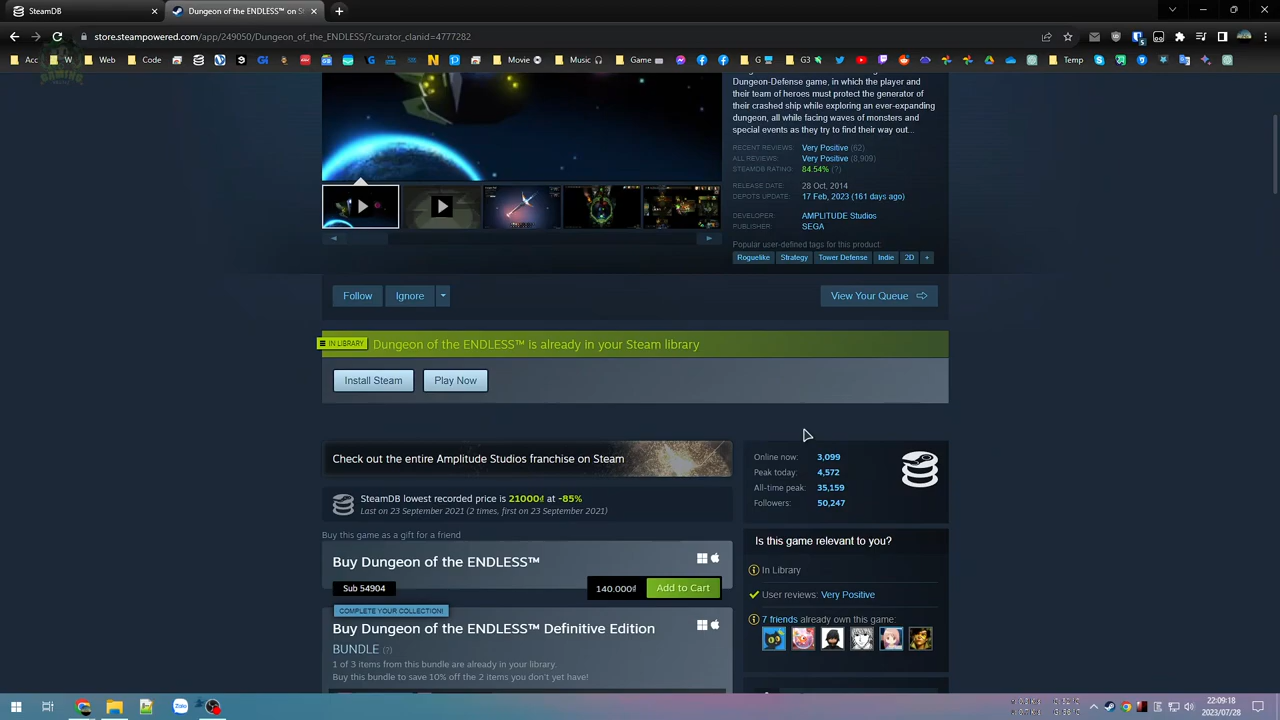 SteamDB
Dungeon of the ENDLESS™ on S
store.steampowered.com/app/249050/Dungeon_of_the_ENDLESS/?curator_clanid=4777282
Web
Movie
Music
Game
G3
Temp
GAMING
Dungeon-Defense game, in which the player and
their team of heroes must protect the generator of
their crashed ship while exploring an ever-expanding
dungeon, all while facing waves of monsters and
special events as they try to find their way out...
RECENT REVIEWS: Very Positive (62)
ALL REVIEWS: Very Positive (8,909)
STEAMDB RATING: 84.54% (?)
RELEASE DATE: 28 Oct, 2014
DEPOTS UPDATE: 17 Feb, 2023 (161 days ago)
DEVELOPER: AMPLITUDE Studios
PUBLISHER: SEGA
Popular user-defined tags for this product:
Roguelike Strategy Tower Defense Indie 2D +
Follow Ignore View Your Queue
IN LIBRARY Dungeon of the ENDLESS™ is already in your Steam library
Install Steam Play Now
Check out the entire Amplitude Studios franchise on Steam
SteamDB lowest recorded price is 21000₫ at -85%
Last on 23 September 2021 (2 times, first on 23 September 2021)
Buy this game as a gift for a friend
Buy Dungeon of the ENDLESS™
Sub 54904
140.000₫ Add to Cart
COMPLETE YOUR COLLECTION!
Buy Dungeon of the ENDLESS™ Definitive Edition
BUNDLE (?)
1 of 3 items from this bundle are already in your library.
Buy this bundle to save 10% off the 2 items you don't yet have!
Online now: 3,099
Peak today: 4,572
All-time peak: 35,159
Followers: 50,247
Is this game relevant to you?
In Library
User reviews: Very Positive
7 friends already own this game:
Zalo
22:09:18
2023/07/28